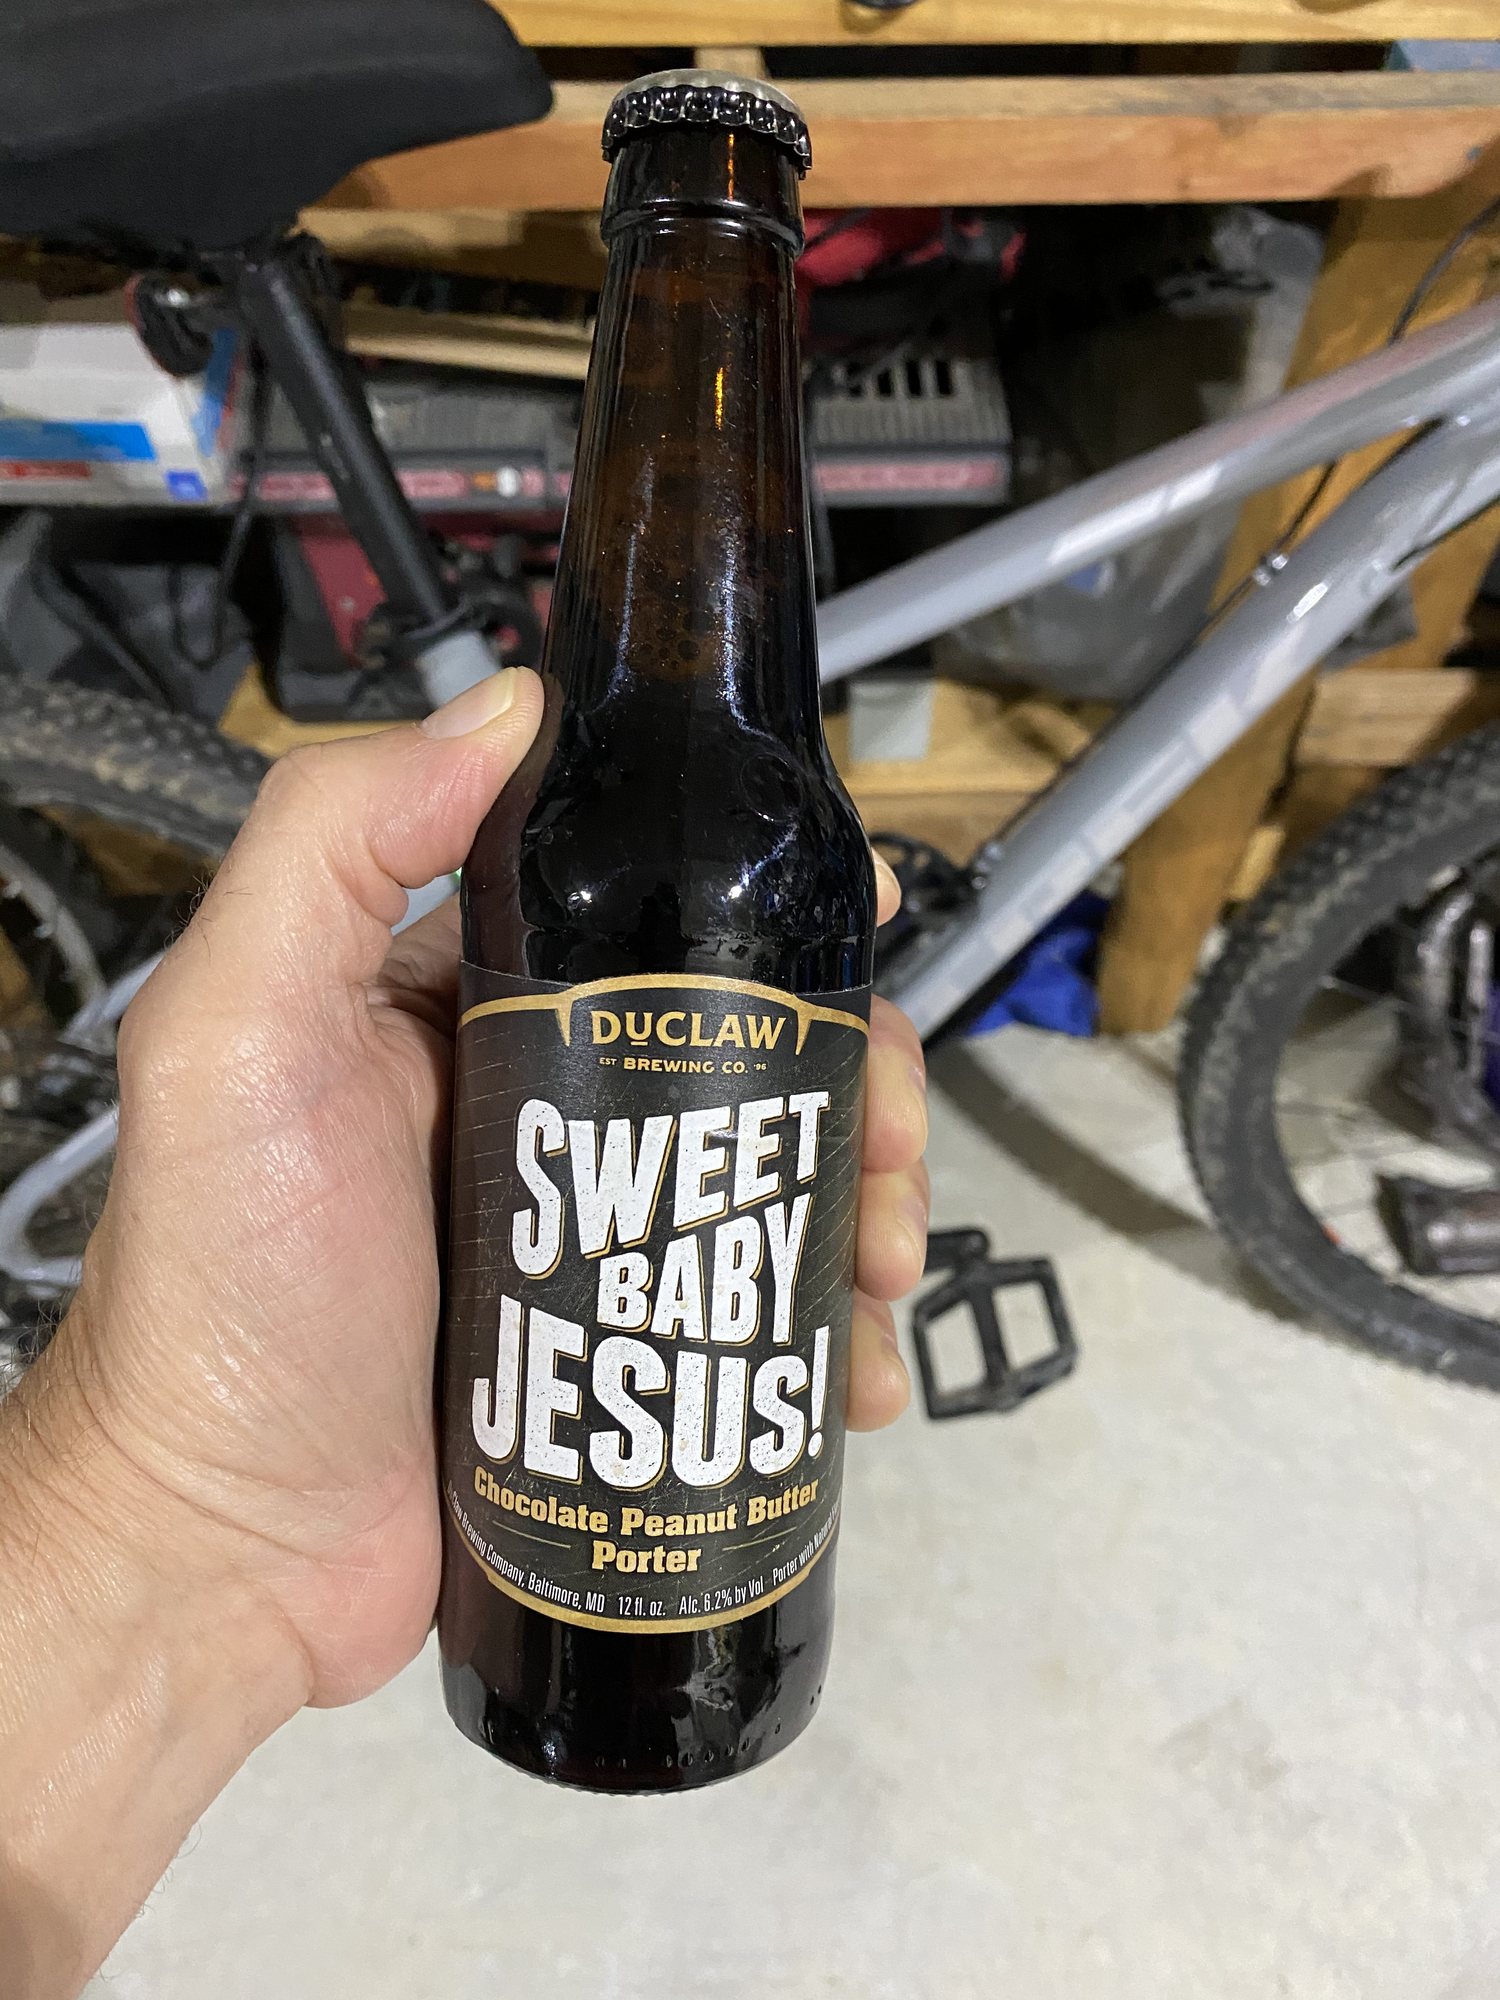 DUCLAW
EST BREWING CO. '96
SWEET
BABY
JESUS!
Chocolate Peanut Butter
Porter
Brewing Company, Baltimore, MD 12 fl. oz. Alc. 6.2% by Vol Porter with Natural